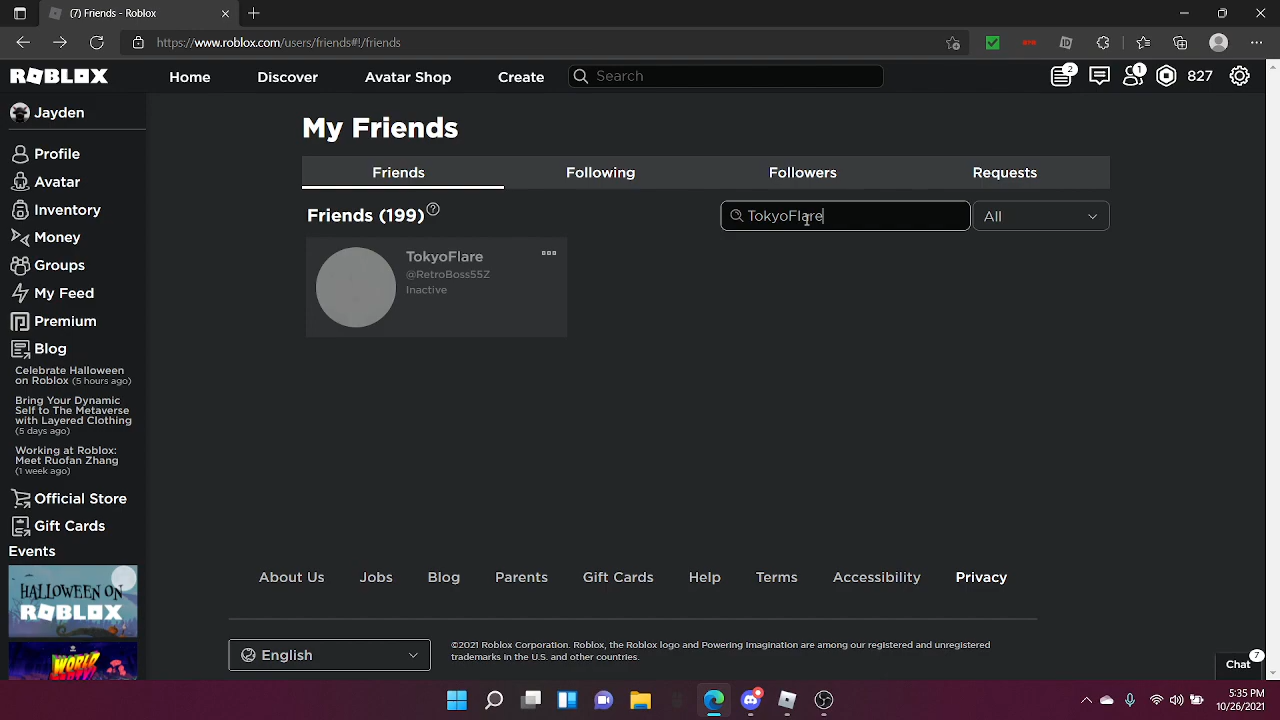 (7) Friends - Roblox
https://www.roblox.com/users/friends#!/friends
ROBLOX
Home
Discover
Avatar Shop
Create
Search
2
1
827
Jayden
Profile
Avatar
Inventory
Money
Groups
My Feed
Premium
Blog
Celebrate Halloween
on Roblox (5 hours ago)
Bring Your Dynamic
Self to The Metaverse
with Layered Clothing
(5 days ago)
Working at Roblox:
Meet Ruofan Zhang
(1 week ago)
Official Store
Gift Cards
Events
HALLOWEEN ON
ROBLOX
WORLD
PARTY
My Friends
Friends
Following
Followers
Requests
Friends (199)
TokyoFlare
All
TokyoFlare
@RetroBoss55Z
Inactive
About Us
Jobs
Blog
Parents
Gift Cards
Help
Terms
Accessibility
Privacy
English
©2021 Roblox Corporation. Roblox, the Roblox logo and Powering Imagination are among our registered and unregistered
trademarks in the U.S. and other countries.
Chat
7
5:35 PM
10/26/2021